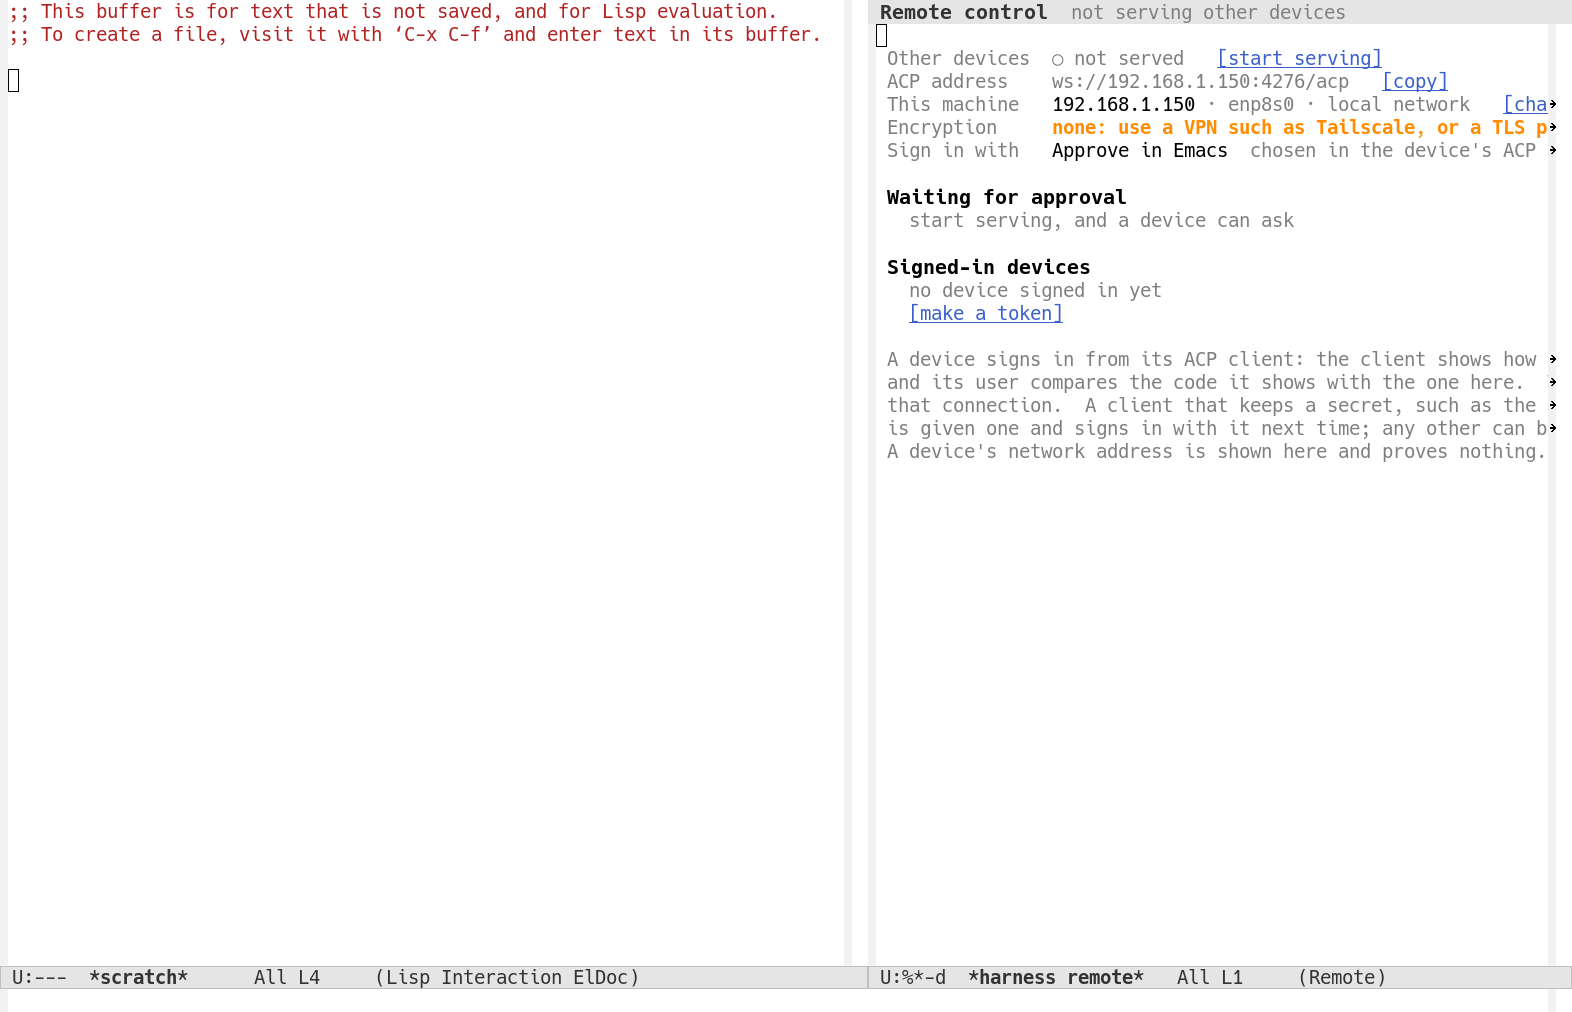 ;; This buffer is for text that is not saved, and for Lisp evaluation.
;; To create a file, visit it with ‘C-x C-f’ and enter text in its buffer.
U:---  *scratch*      All L4     (Lisp Interaction ElDoc)
Remote control  not serving other devices
Other devices  ○ not served   [start serving]
ACP address    ws://192.168.1.150:4276/acp   [copy]
This machine   192.168.1.150 · enp8s0 · local network   [cha
Encryption     none: use a VPN such as Tailscale, or a TLS p
Sign in with   Approve in Emacs  chosen in the device's ACP
Waiting for approval
start serving, and a device can ask
Signed-in devices
no device signed in yet
[make a token]
A device signs in from its ACP client: the client shows how
and its user compares the code it shows with the one here.
that connection.  A client that keeps a secret, such as the
is given one and signs in with it next time; any other can b
A device's network address is shown here and proves nothing.
U:%*-d  *harness remote*   All L1     (Remote)